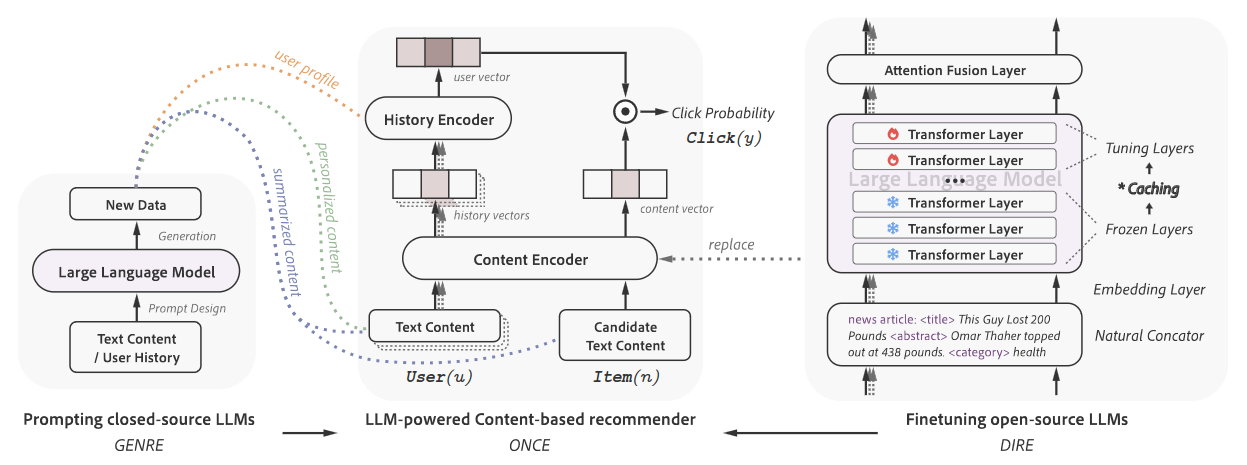 user profile
personalized content
summarized content
New Data
Generation
Large Language Model
Prompt Design
Text Content
/ User History
Prompting closed-source LLMs
GENRE
user vector
History Encoder
Click Probability
Click(y)
history vectors
content vector
Content Encoder
replace
Text Content
Candidate
Text Content
User(u)
Item(n)
LLM-powered Content-based recommender
ONCE
Attention Fusion Layer
Transformer Layer
Transformer Layer
Large Language Model
Transformer Layer
Transformer Layer
Transformer Layer
Tuning Layers
* Caching
Frozen Layers
Embedding Layer
news article: <title> This Guy Lost 200
Pounds <abstract> Omar Thaher topped
out at 438 pounds. <category> health
Natural Concator
Finetuning open-source LLMs
DIRE